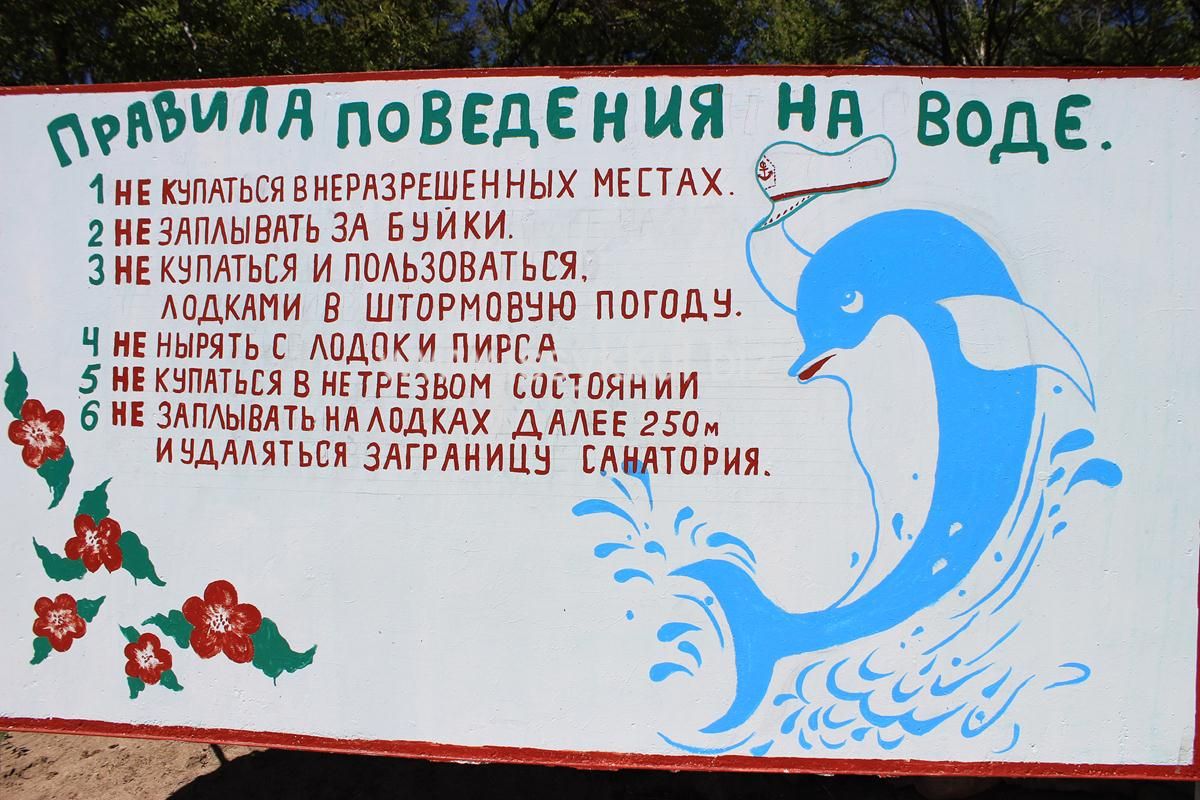 ПРАВИЛА ПОВЕДЕНИЯ НА ВОДЕ.
1 НЕ КУПАТЬСЯ В НЕРАЗРЕШЕННЫХ МЕСТАХ.
2 НЕ ЗАПЛЫВАТЬ ЗА БУЙКИ.
3 НЕ КУПАТЬСЯ И ПОЛЬЗОВАТЬСЯ,
ЛОДКАМИ В ШТОРМОВУЮ ПОГОДУ.
4 НЕ НЫРЯТЬ С ЛОДОК И ПИРСА
5 НЕ КУПАТЬСЯ В НЕТРЕЗВОМ СОСТОЯНИИ
6 НЕ ЗАПЛЫВАТЬ НА ЛОДКАХ ДАЛЕЕ 250м
И УДАЛЯТЬСЯ ЗА ГРАНИЦУ САНАТОРИЯ.